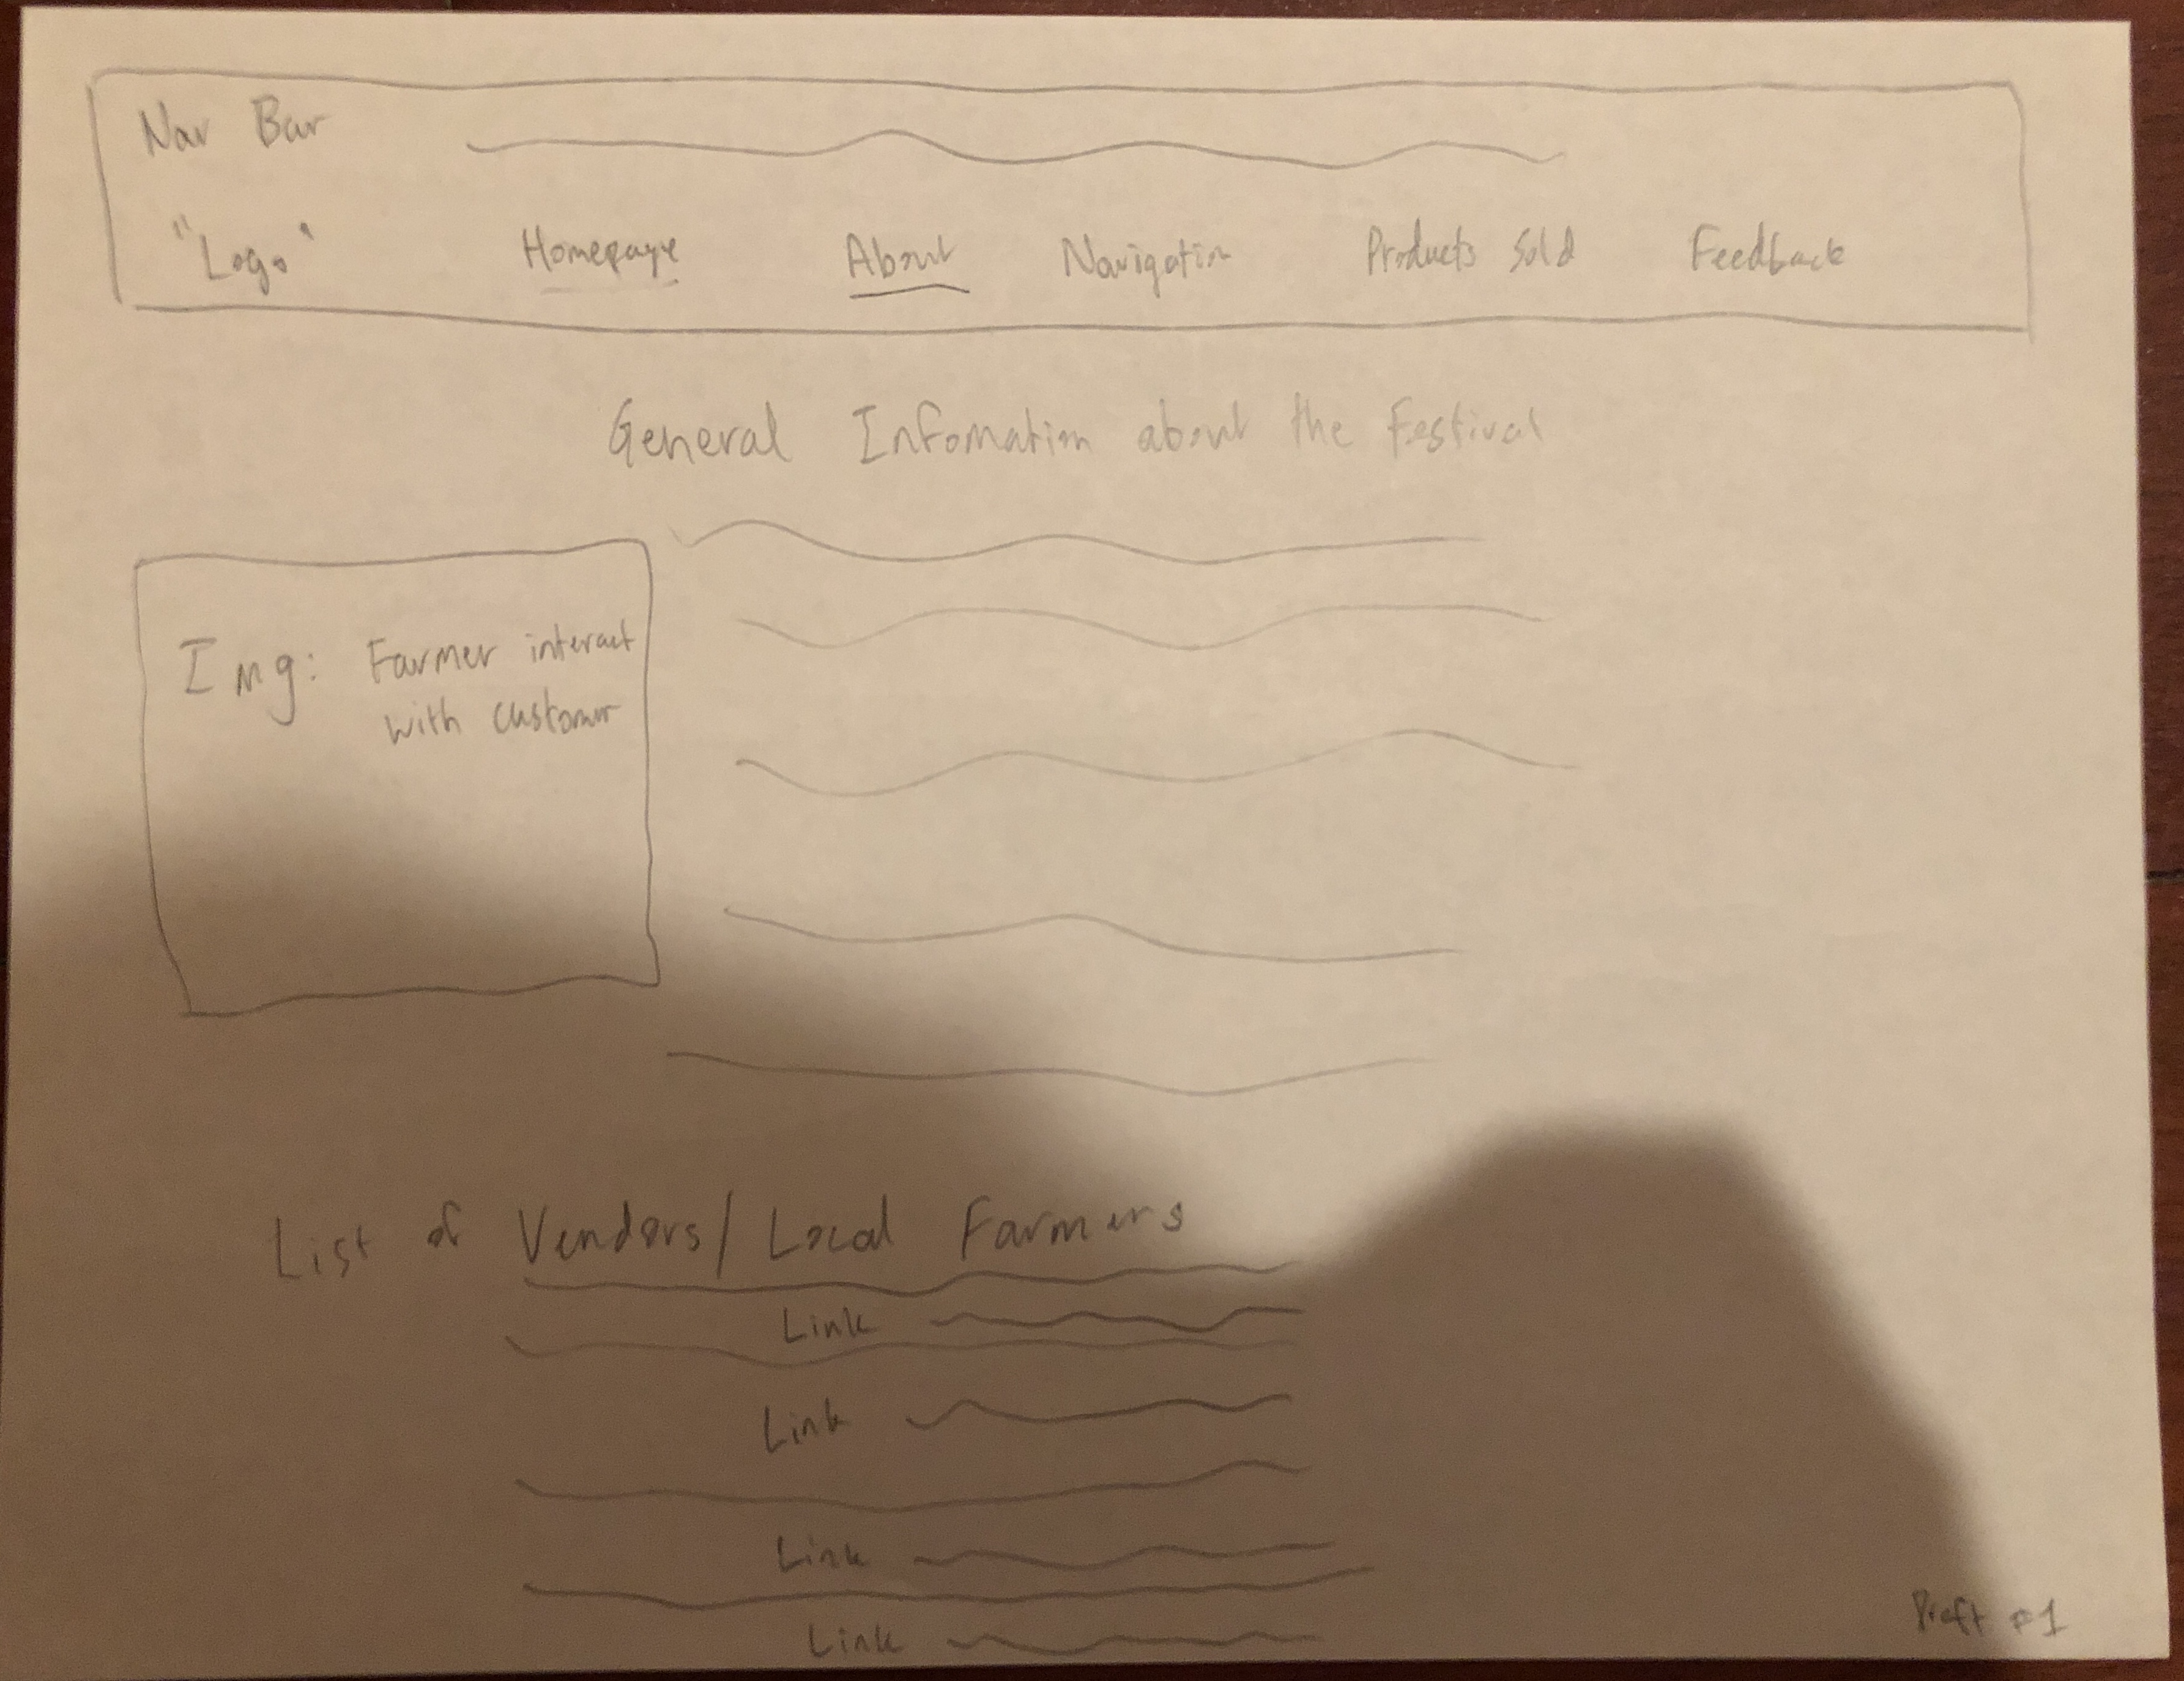 Nav Bar
"Logo" Homepage About Navigation Products Sold Feedback
General Infomation about the Festival
Img: Farmer interact
with customer
List of Vendors/Local Farmers
Link
Link
Link
Link
Draft #1